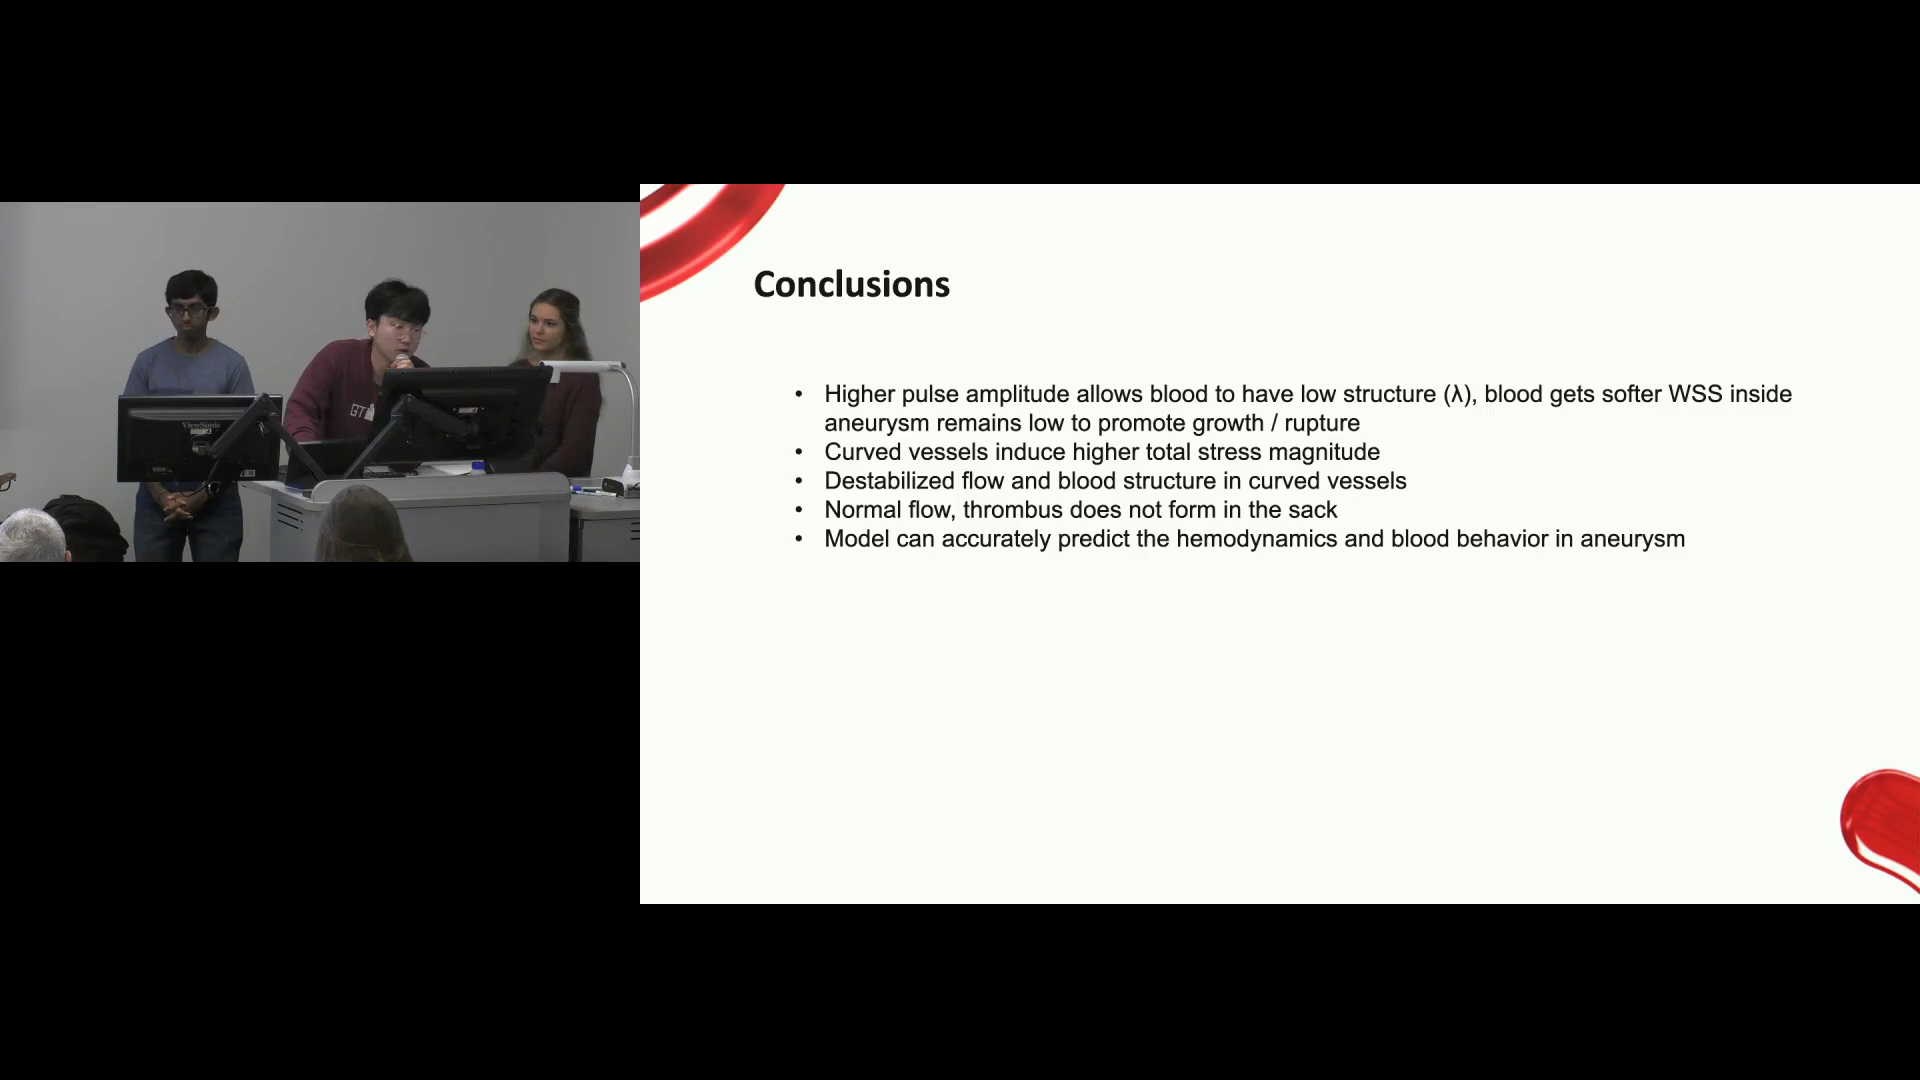 ViewSonic
GT
Conclusions
• Higher pulse amplitude allows blood to have low structure (λ), blood gets softer WSS inside
aneurysm remains low to promote growth / rupture
• Curved vessels induce higher total stress magnitude
• Destabilized flow and blood structure in curved vessels
• Normal flow, thrombus does not form in the sack
• Model can accurately predict the hemodynamics and blood behavior in aneurysm